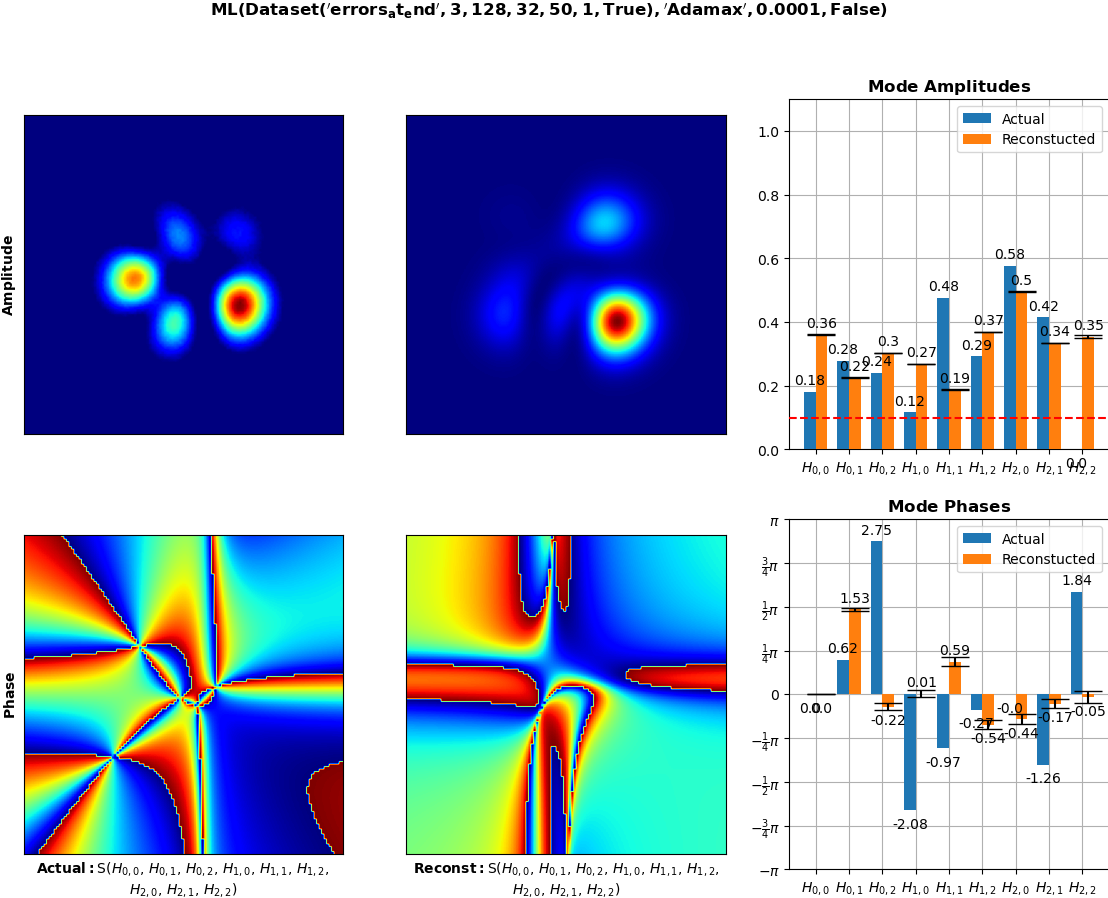 ML(Dataset('errors_at_end', 3, 128, 32, 50, 1, True), 'Adamax', 0.0001, False)
Amplitude
Mode Amplitudes
Actual
Reconstucted
1.0
0.8
0.6
0.4
0.2
0.0
0.18
0.36
0.28
0.22
0.24
0.3
0.12
0.27
0.48
0.19
0.29
0.37
0.58
0.5
0.42
0.34
0.0
0.35
H0,0 H0,1 H0,2 H1,0 H1,1 H1,2 H2,0 H2,1 H2,2
Phase
Actual: S(H0,0, H0,1, H0,2, H1,0, H1,1, H1,2,
H2,0, H2,1, H2,2)
Reconst: S(H0,0, H0,1, H0,2, H1,0, H1,1, H1,2,
H2,0, H2,1, H2,2)
Mode Phases
Actual
Reconstucted
π
3/4π
1/2π
1/4π
0
−1/4π
−1/2π
−3/4π
−π
0.0
0.0
0.62
1.53
2.75
-0.22
-2.08
0.01
-0.97
0.59
-0.27
-0.54
-0.0
-0.44
-1.26
-0.17
1.84
-0.05
H0,0 H0,1 H0,2 H1,0 H1,1 H1,2 H2,0 H2,1 H2,2